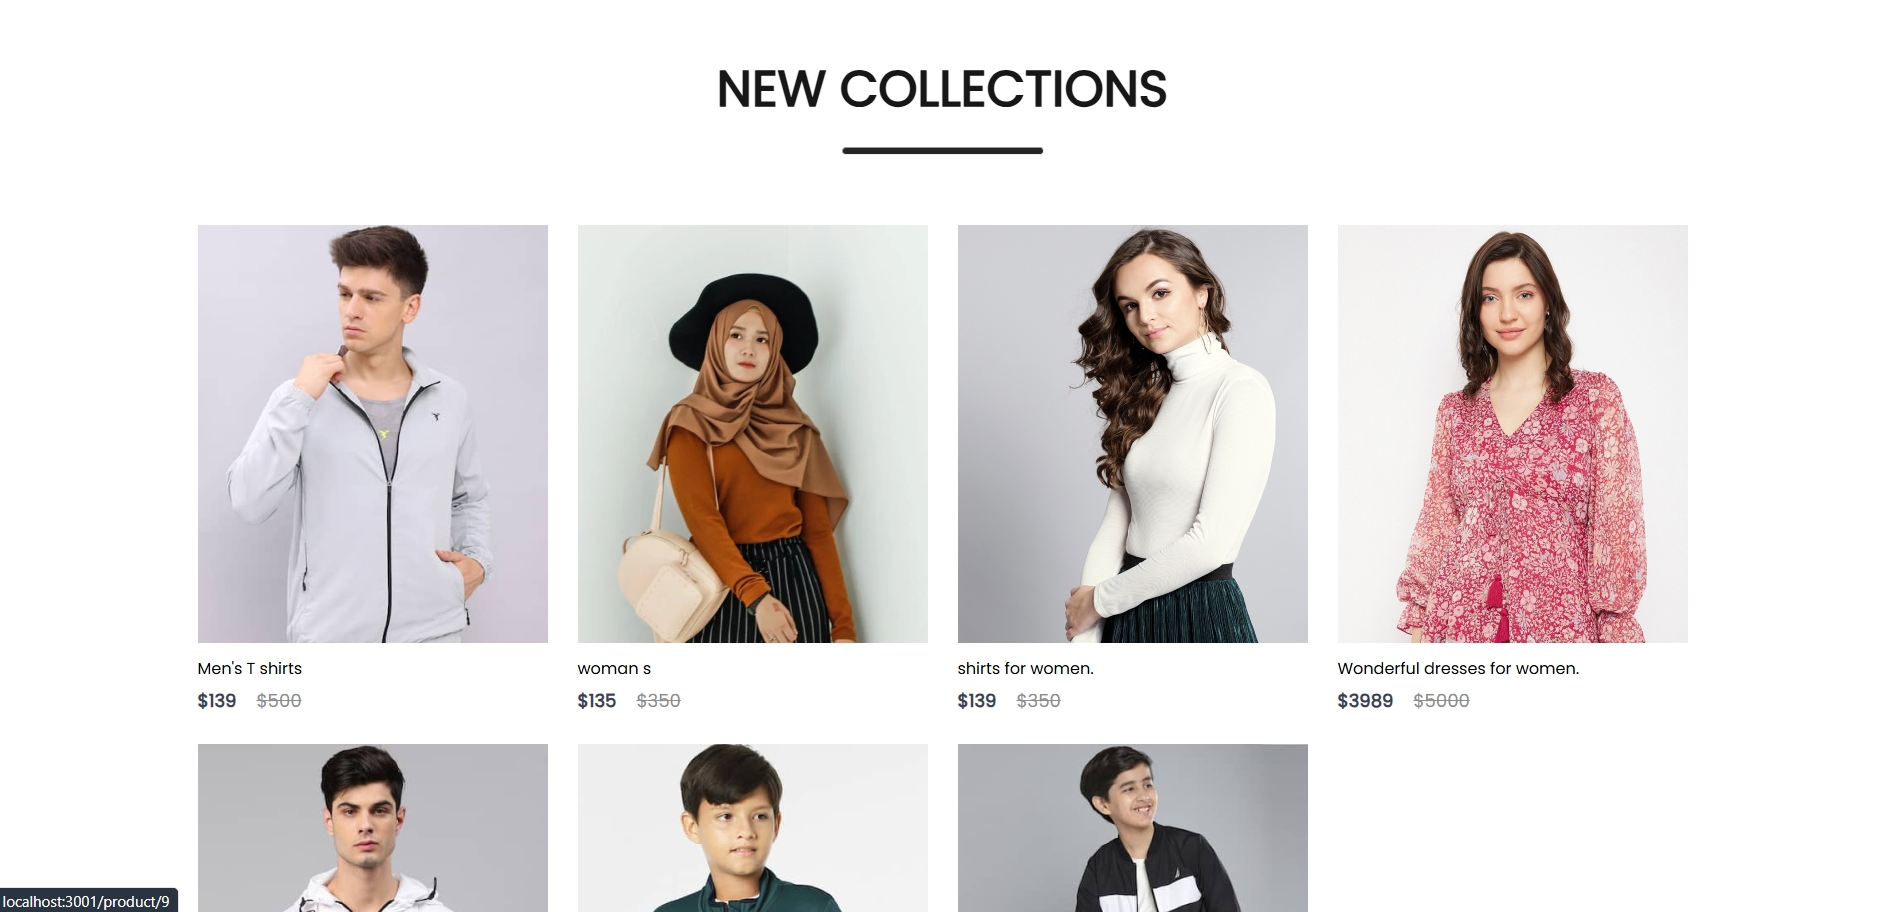 NEW COLLECTIONS
Men's T shirts
$139 $500
woman s
$135 $350
shirts for women.
$139 $350
Wonderful dresses for women.
$3989 $5000
localhost:3001/product/9